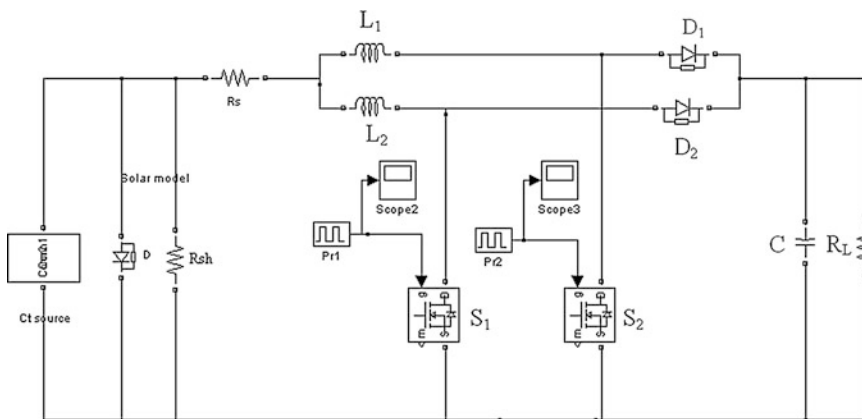 L1
D1
Rs
L2
D2
Solar model
Scope2
Scope3
D
Rsh
Pr1
Pr2
C
RL
g
D
S1
g
D
S2
m
S
m
S
Ct source